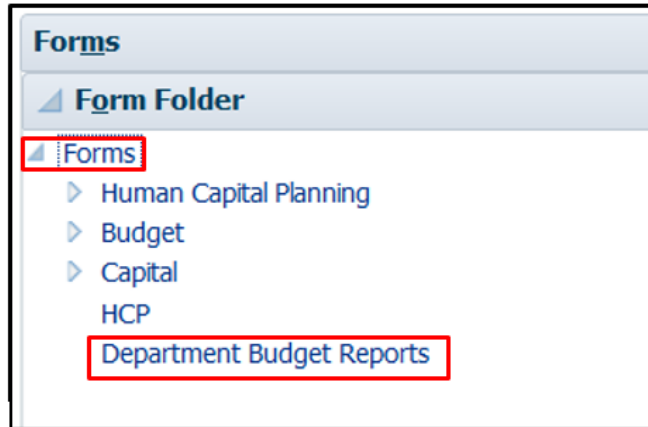 Forms
Form Folder
Forms
Human Capital Planning
Budget
Capital
HCP
Department Budget Reports